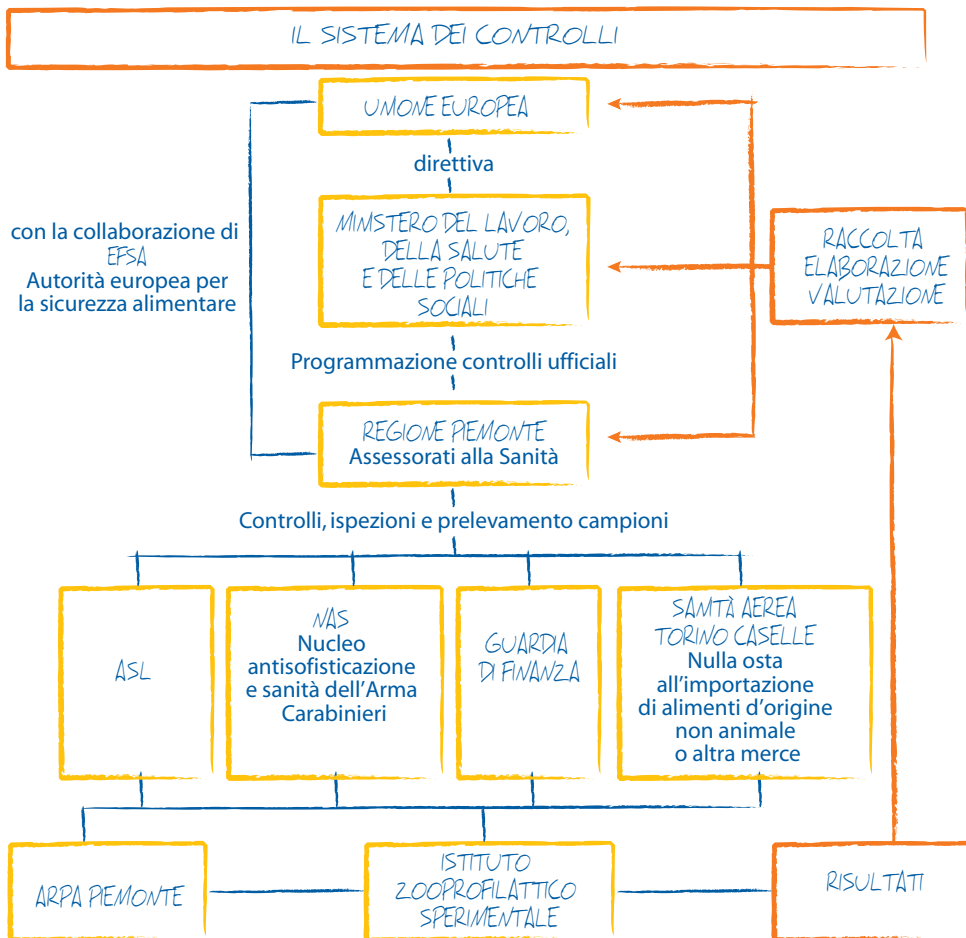 IL SISTEMA DEI CONTROLLI
UNIONE EUROPEA
direttiva
con la collaborazione di
EFSA
Autorità europea per
la sicurezza alimentare
MINISTERO DEL LAVORO,
DELLA SALUTE
E DELLE POLITICHE
SOCIALI
RACCOLTA
ELABORAZIONE
VALUTAZIONE
Programmazione controlli ufficiali
REGIONE PIEMONTE
Assessorati alla Sanità
Controlli, ispezioni e prelevamento campioni
ASL
NAS
Nucleo
antisofisticazione
e sanità dell'Arma
Carabinieri
GUARDIA
DI FINANZA
SANITÀ AEREA
TORINO CASELLE
Nulla osta
all'importazione
di alimenti d'origine
non animale
o altra merce
ARPA PIEMONTE
ISTITUTO
ZOOPROFILATTICO
SPERIMENTALE
RISULTATI